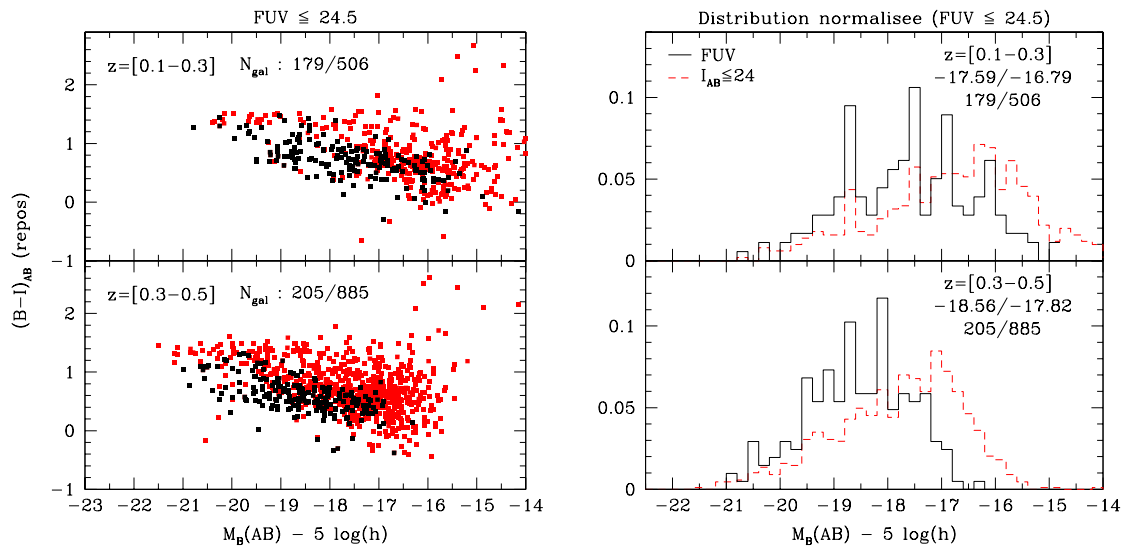 FUV ≦ 24.5
z=[0.1−0.3] N_gal : 179/506
2
1
0
−1
z=[0.3−0.5] N_gal : 205/885
2
1
0
−1
(B−I)_AB (repos)
−23 −22 −21 −20 −19 −18 −17 −16 −15 −14
M_B(AB) − 5 log(h)
Distribution normalisee (FUV ≦ 24.5)
FUV
I_AB≦24
z=[0.1−0.3]
−17.59/−16.79
179/506
0.1
0.05
0
z=[0.3−0.5]
−18.56/−17.82
205/885
0.1
0.05
0
−22 −21 −20 −19 −18 −17 −16 −15 −14
M_B(AB) − 5 log(h)